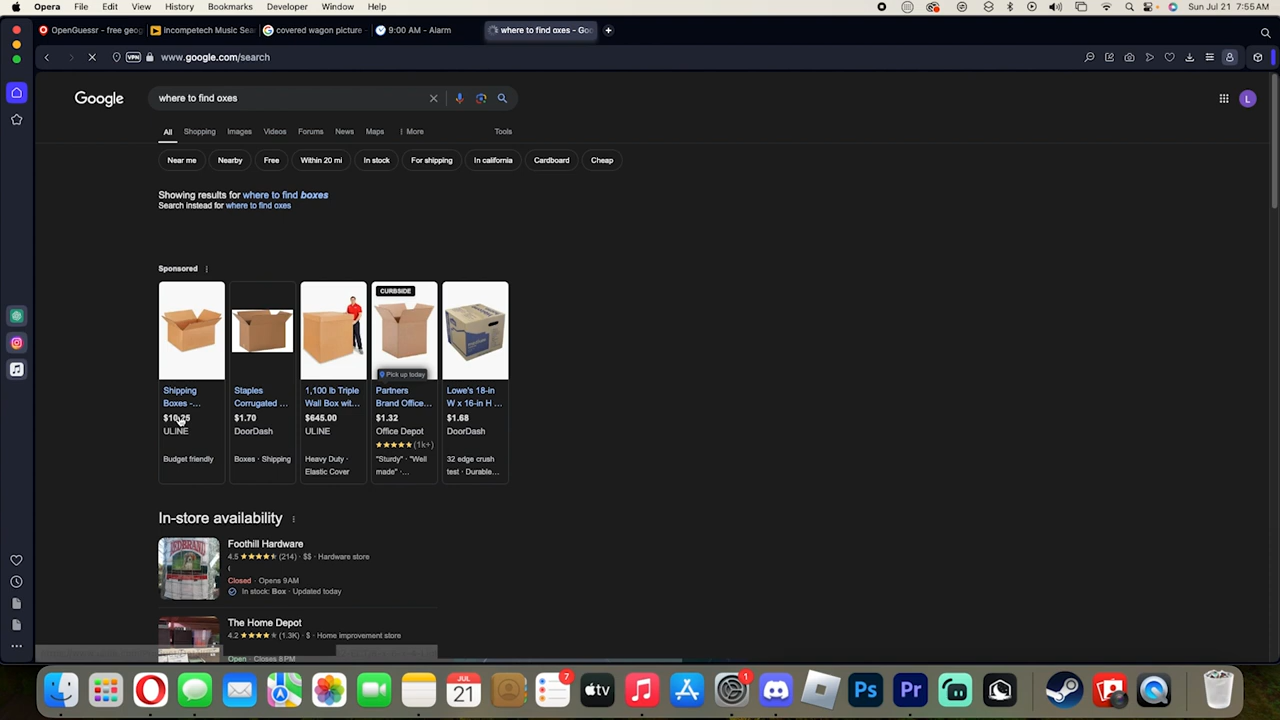 Opera File Edit View History Bookmarks Developer Window Help Sun Jul 21 7:55 AM
OpenGuessr - free geog incompetech Music Sea covered wagon picture - 9:00 AM - Alarm where to find oxes - Goo
VPN www.google.com/search
Google where to find oxes L
All Shopping Images Videos Forums News Maps More Tools
Near me Nearby Free Within 20 mi In stock For shipping In california Cardboard Cheap
Showing results for where to find boxes
Search instead for where to find oxes
Sponsored
CURBSIDE
Pick up today
Shipping Staples 1,100 lb Triple Partners Lowe's 18-in
Boxes -... Corrugated ... Wall Box wit... Brand Office... W x 16-in H ...
$10.25 $1.70 $645.00 $1.32 $1.68
ULINE DoorDash ULINE Office Depot DoorDash
(1k+)
Budget friendly Boxes · Shipping Heavy Duty · "Sturdy" · "Well 32 edge crush
Elastic Cover made" ·... test · Durable...
In-store availability
Foothill Hardware
4.5 (214) · $$ · Hardware store
(
Closed · Opens 9AM
In stock: Box · Updated today
The Home Depot
4.2 (1.3K) · $ · Home improvement store
Open · Closes 8PM
JUL
21
7
tv
1
Ps
Pr